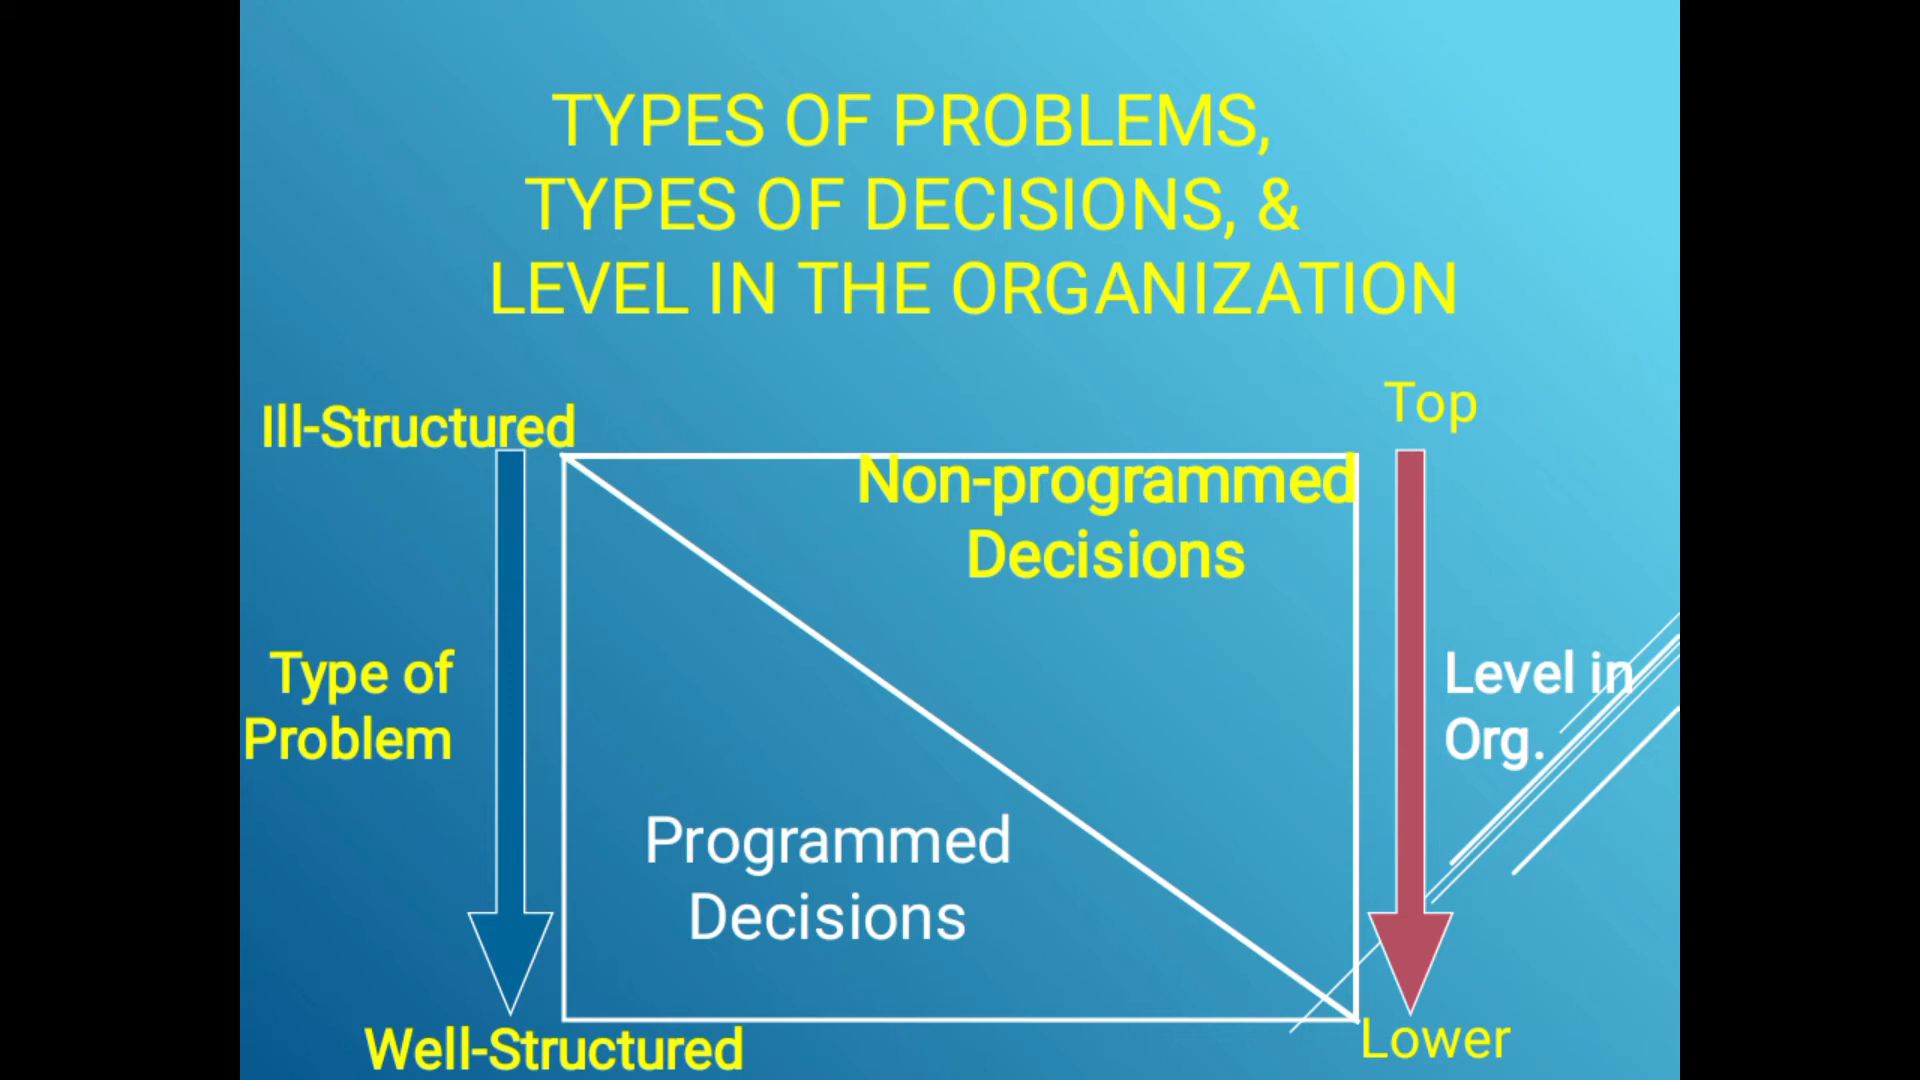 TYPES OF PROBLEMS,
TYPES OF DECISIONS, &
LEVEL IN THE ORGANIZATION
Ill-Structured
Top
Non-programmed
Decisions
Type of
Problem
Level in
Org.
Programmed
Decisions
Well-Structured
Lower